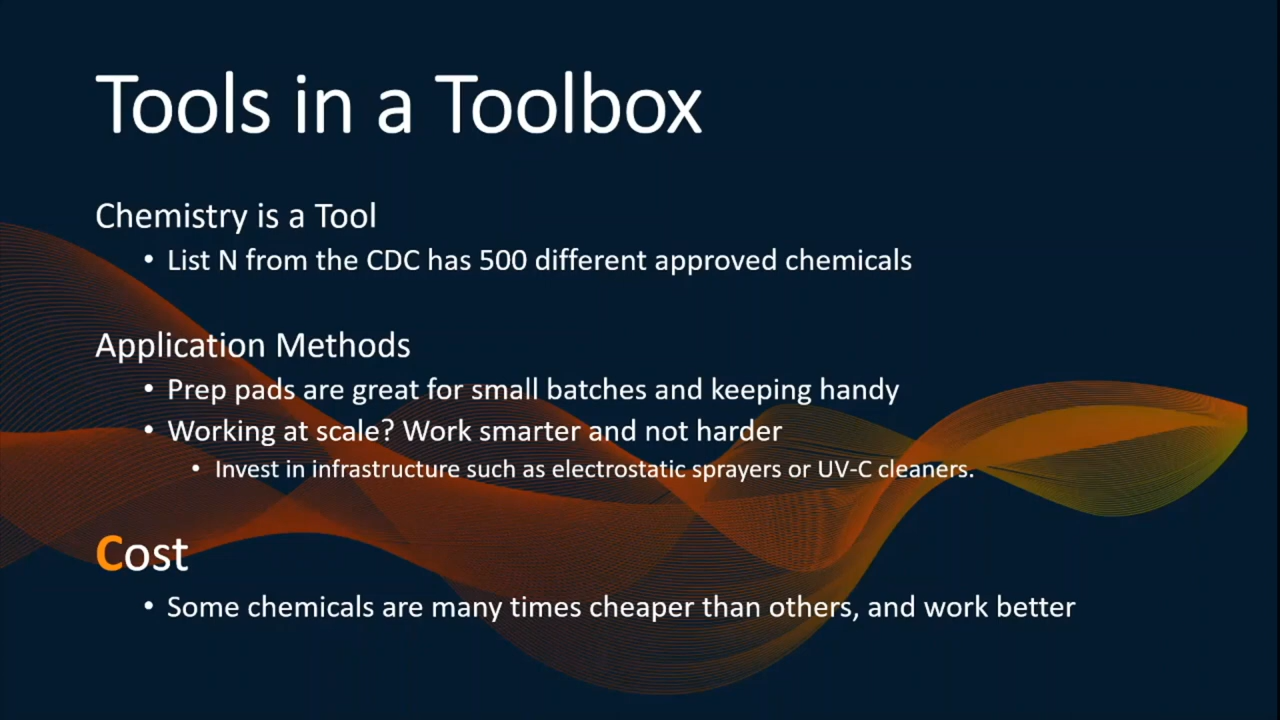 Tools in a Toolbox
Chemistry is a Tool
• List N from the CDC has 500 different approved chemicals
Application Methods
• Prep pads are great for small batches and keeping handy
• Working at scale? Work smarter and not harder
• Invest in infrastructure such as electrostatic sprayers or UV-C cleaners.
Cost
• Some chemicals are many times cheaper than others, and work better